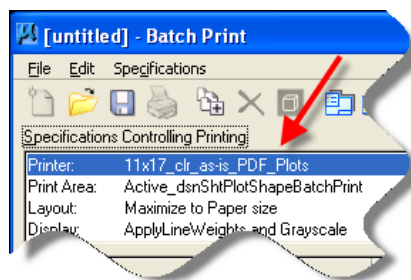 [untitled] - Batch Print
File Edit Specifications
Specifications Controlling Printing
Printer: 11x17_clr_as-is_PDF_Plots
Print Area: Active_dsnShtPlotShapeBatchPrint
Layout: Maximize to Paper size
Display: ApplyLineWeights and Grayscale